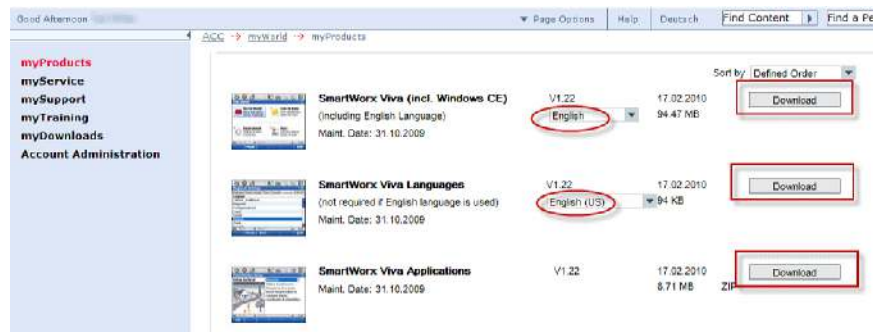 Good Afternoon
Page Options Help Deutsch Find Content Find a Pe
ACC myWorld myProducts
myProducts
myService
mySupport
myTraining
myDownloads
Account Administration
Sort by Defined Order
SmartWorx Viva (incl. Windows CE) V1.22 17.02.2010 Download
(including English Language) English 94.47 MB
Maint. Date: 31.10.2009
SmartWorx Viva Languages V1.22 17.02.2010 Download
(not required if English language is used) English (US) 94 KB
Maint. Date: 31.10.2009
SmartWorx Viva Applications V1.22 17.02.2010 Download
Maint. Date: 31.10.2009 8.71 MB ZIP